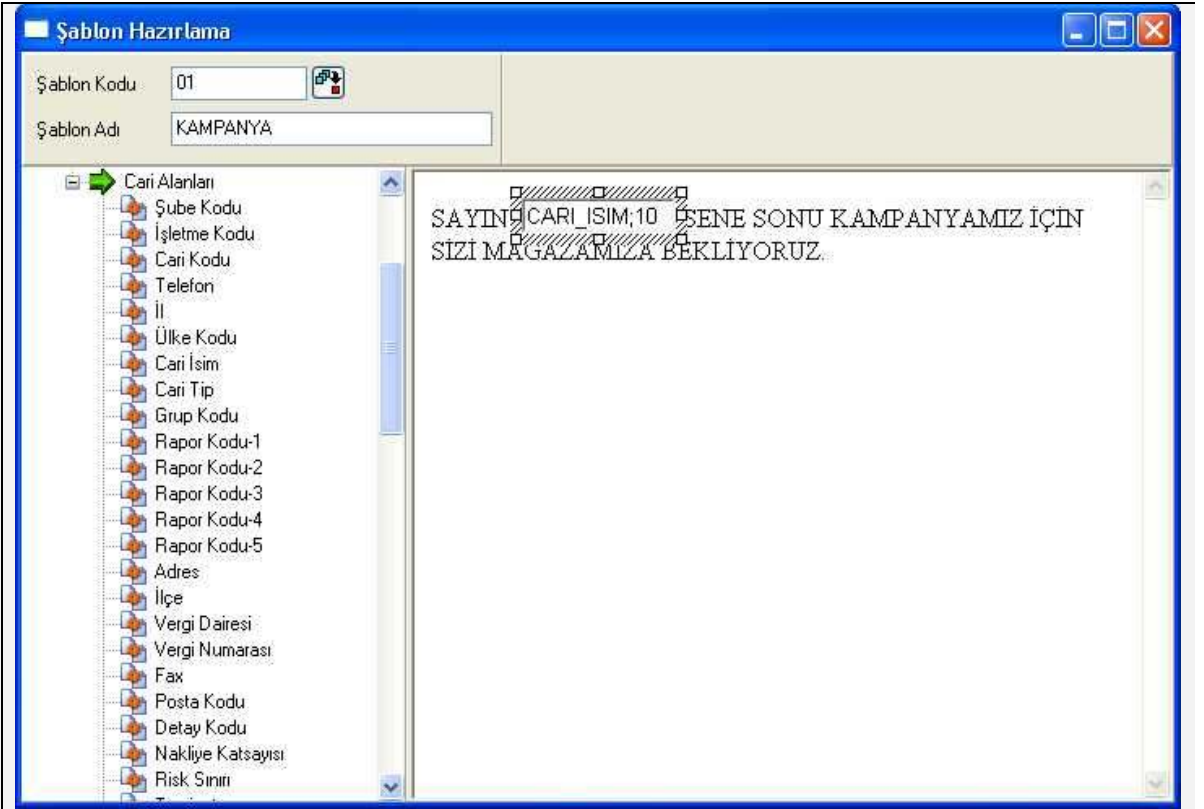 Şablon Hazırlama
Şablon Kodu 01
Şablon Adı KAMPANYA
Cari Alanları
Şube Kodu
İşletme Kodu
Cari Kodu
Telefon
İl
Ülke Kodu
Cari İsim
Cari Tip
Grup Kodu
Rapor Kodu-1
Rapor Kodu-2
Rapor Kodu-3
Rapor Kodu-4
Rapor Kodu-5
Adres
İlçe
Vergi Dairesi
Vergi Numarası
Fax
Posta Kodu
Detay Kodu
Nakliye Katsayısı
Risk Sınırı
SAYIN CARI_ISIM;10 SENE SONU KAMPANYAMIZ İÇİN
SİZİ MAĞAZAMIZA BEKLİYORUZ.